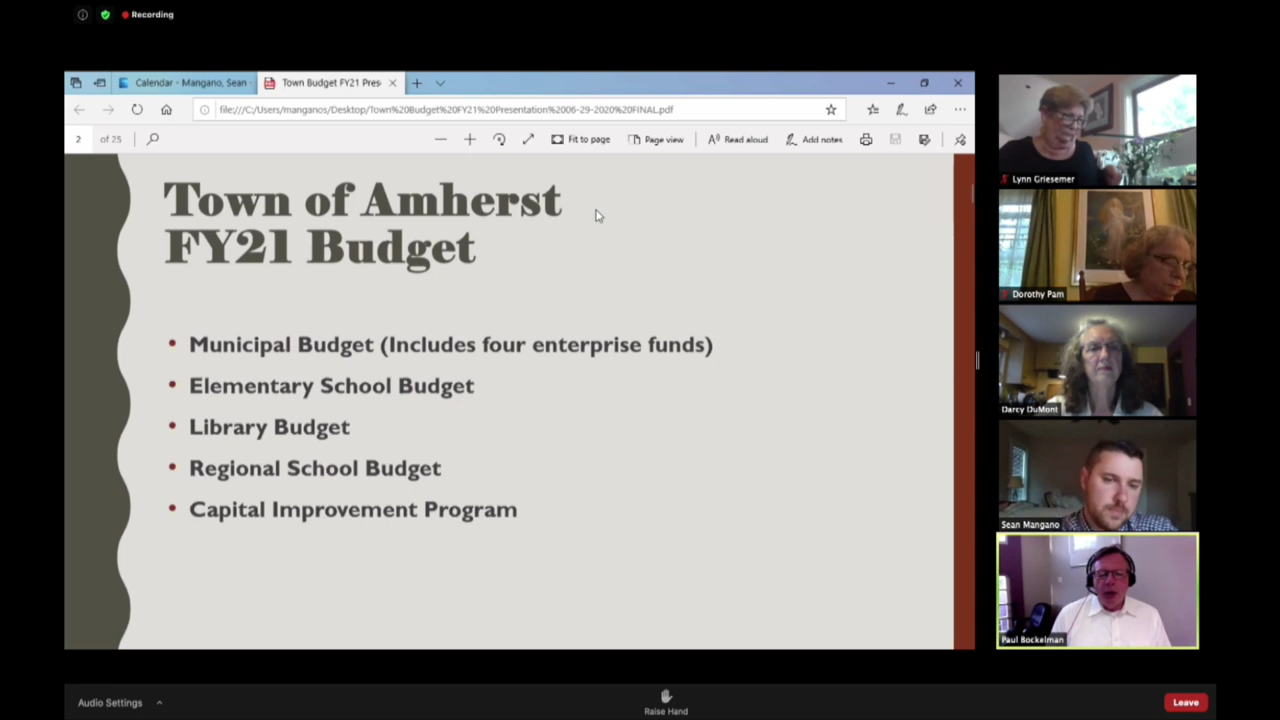 Recording
Calendar - Mangano, Sean
Town Budget FY21 Pres
file:///C:/Users/manganos/Desktop/Town%20Budget%20FY21%20Presentation%2006-29-2020%20FINAL.pdf
2 of 25
Fit to page
Page view
Read aloud
Add notes
Town of Amherst
FY21 Budget
• Municipal Budget (Includes four enterprise funds)
• Elementary School Budget
• Library Budget
• Regional School Budget
• Capital Improvement Program
Lynn Griesemer
Dorothy Pam
Darcy DuMont
Sean Mangano
Paul Bockelman
Audio Settings
Raise Hand
Leave